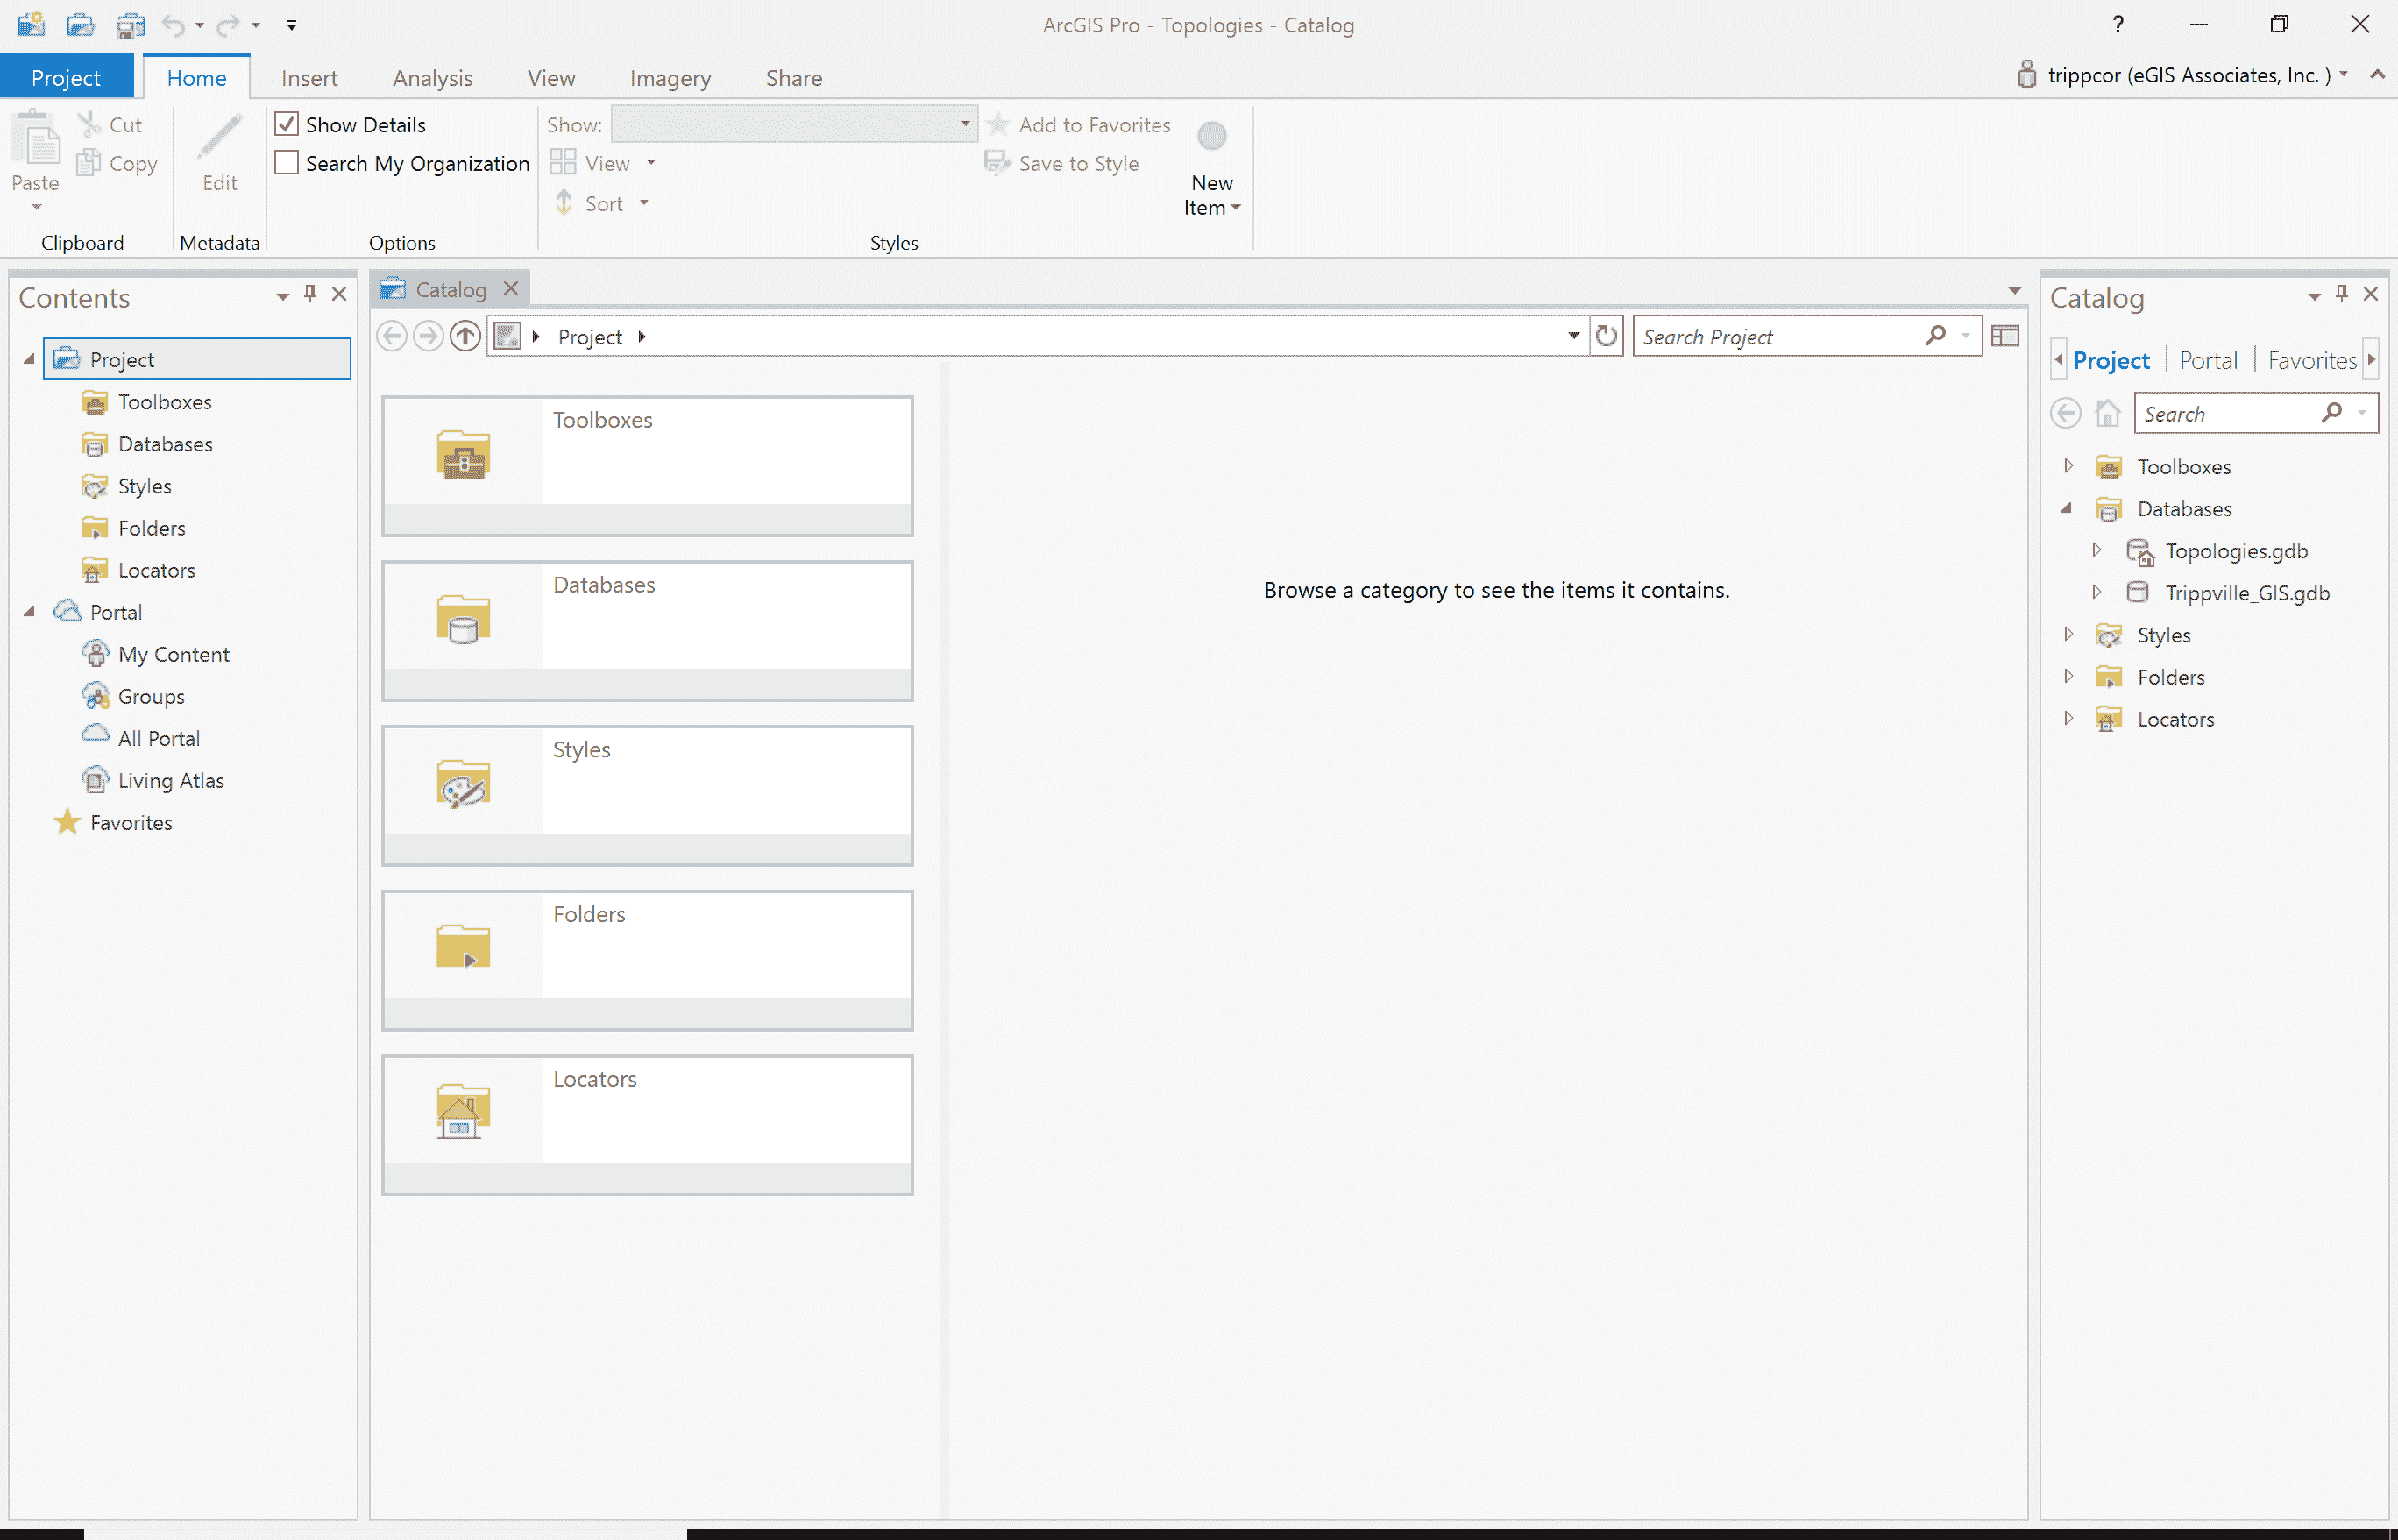 ArcGIS Pro - Topologies - Catalog
?
Project Home Insert Analysis View Imagery Share
trippcor (eGIS Associates, Inc. )
Paste
Cut
Copy
Clipboard
Edit
Metadata
Show Details
Search My Organization
Options
Show:
View
Sort
Add to Favorites
Save to Style
New
Item
Styles
Contents
Project
Toolboxes
Databases
Styles
Folders
Locators
Portal
My Content
Groups
All Portal
Living Atlas
Favorites
Catalog
Project
Search Project
Toolboxes
Databases
Styles
Folders
Locators
Browse a category to see the items it contains.
Catalog
Project Portal Favorites
Search
Toolboxes
Databases
Topologies.gdb
Trippville_GIS.gdb
Styles
Folders
Locators